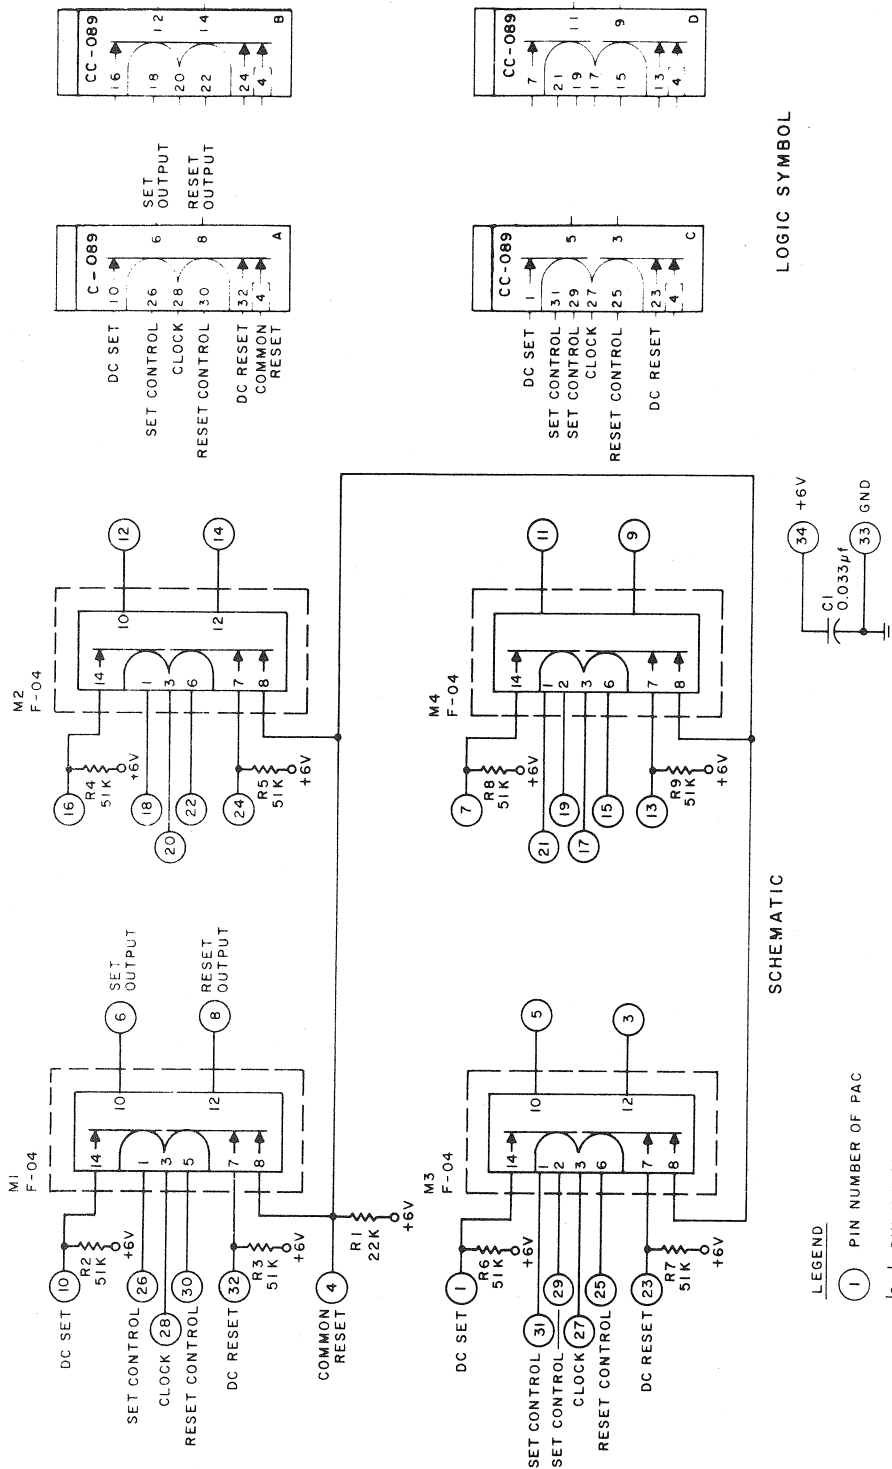 M1
F-04
DC SET
10
R2
51K
+6V
14
SET CONTROL
26
1
CLOCK
28
3
RESET CONTROL
30
5
DC RESET
32
R3
51K
+6V
7
8
COMMON
RESET
4
R1
22K
+6V
10
6
SET
OUTPUT
12
8
RESET
OUTPUT
M2
F-04
16
R4
51K
+6V
14
18
1
20
3
22
6
24
R5
51K
+6V
7
8
10
12
12
14
C-089
DC SET
10
SET CONTROL
26
CLOCK
28
RESET CONTROL
30
DC RESET
32
COMMON
RESET
4
6
SET
OUTPUT
8
RESET
OUTPUT
A
CC-089
16
18
20
22
24
4
12
14
B
M3
F-04
DC SET
1
R6
51K
+6V
14
SET CONTROL
31
1
SET CONTROL
29
2
CLOCK
27
3
RESET CONTROL
25
6
DC RESET
23
R7
51K
+6V
7
8
10
5
12
3
M4
F-04
7
R8
51K
+6V
14
21
1
19
2
17
3
15
6
13
R9
51K
+6V
7
8
11
9
CC-089
DC SET
1
SET CONTROL
31
SET CONTROL
29
CLOCK
27
RESET CONTROL
25
DC RESET
23
4
5
3
C
CC-089
7
21
19
17
15
13
4
11
9
D
SCHEMATIC
LOGIC SYMBOL
34
+6V
C1
0.033µf
33
GND
LEGEND
1
PIN NUMBER OF PAC